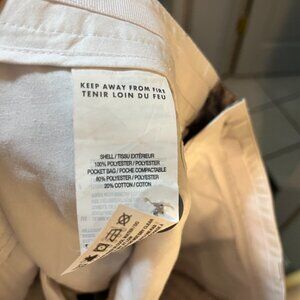 KEEP AWAY FROM FIRE
TENIR LOIN DU FEU
SHELL / TISSU EXTÉRIEUR
100% POLYESTER / POLYESTER
POCKET BAG / POCHE COMPACTABLE
80% POLYESTER / POLYESTER
20% COTTON / COTON